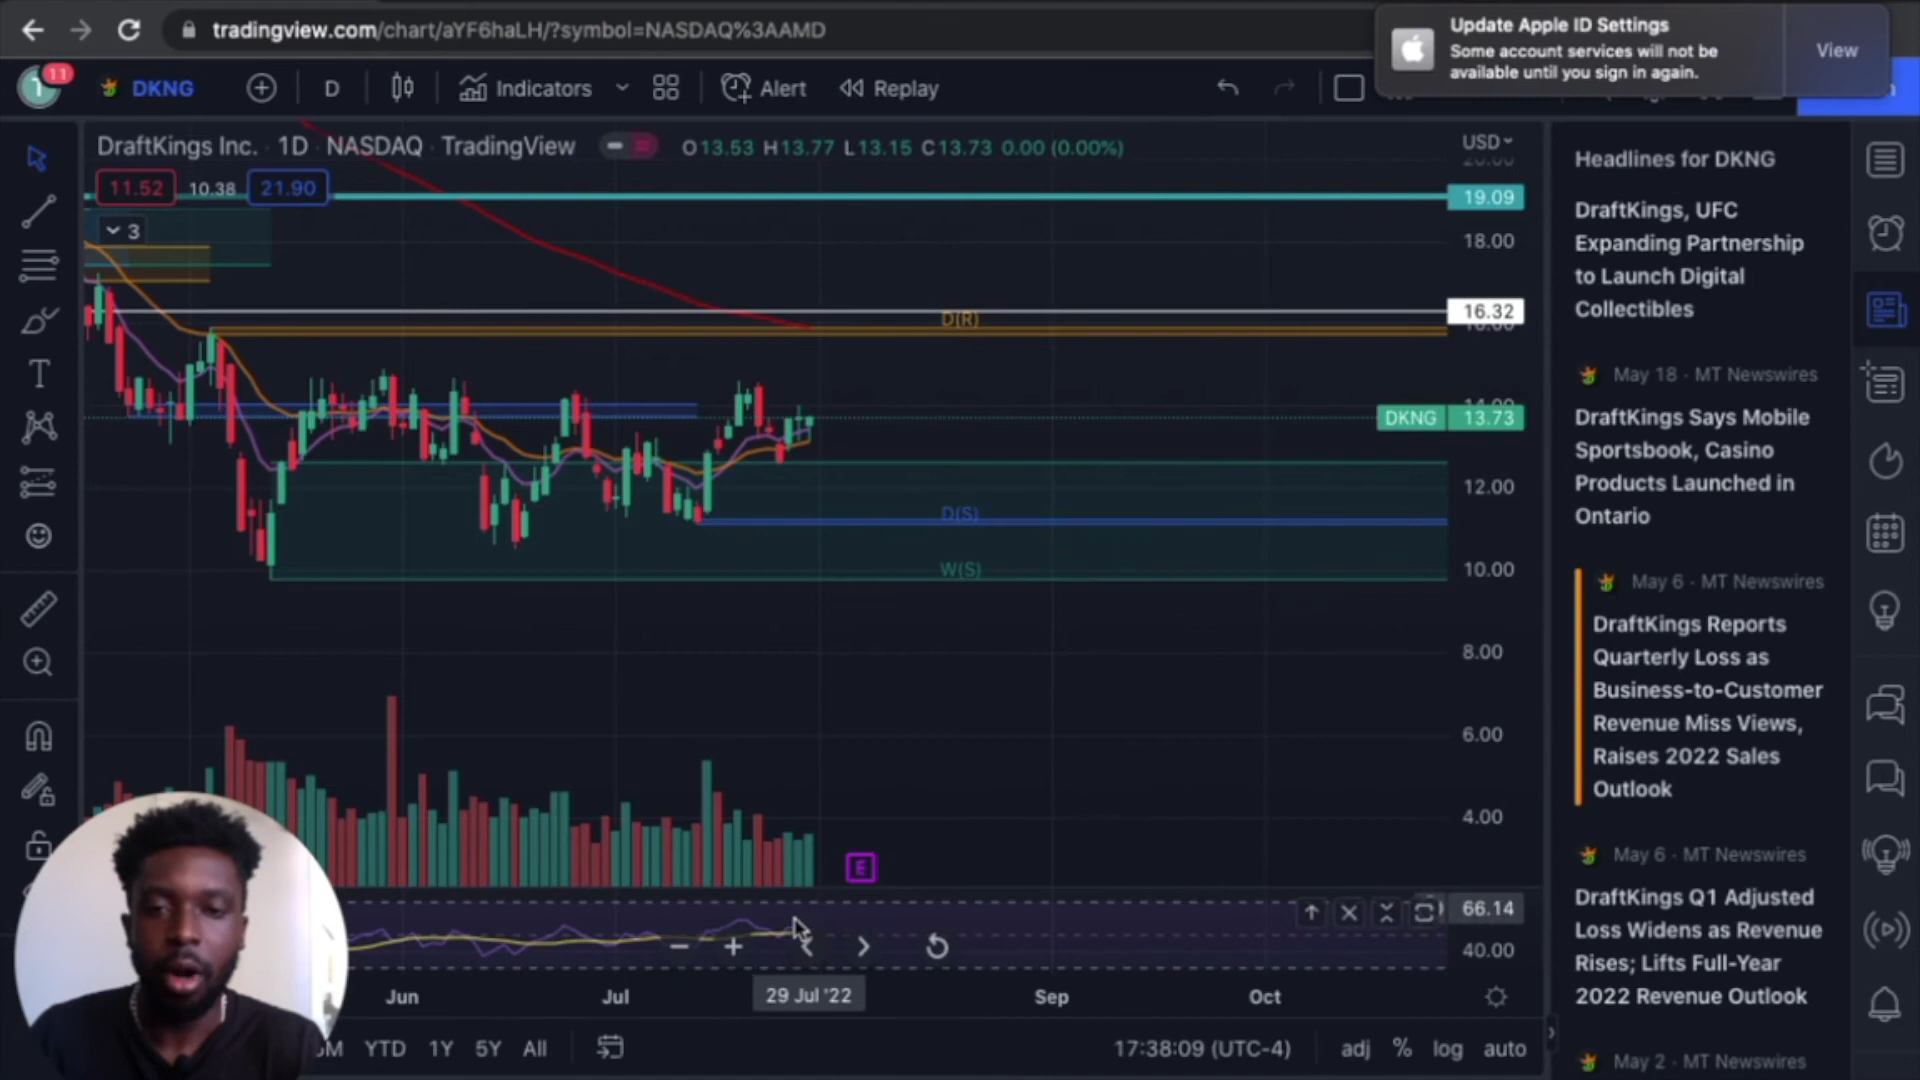 tradingview.com/chart/aYF6haLH/?symbol=NASDAQ%3AAMD
Update Apple ID Settings
Some account services will not be
available until you sign in again.
View
11
DKNG
D
Indicators
Alert
Replay
DraftKings Inc. · 1D · NASDAQ · TradingView
O13.53 H13.77 L13.15 C13.73 0.00 (0.00%)
USD
11.52
10.38
21.90
3
20.00
19.09
18.00
16.32
16.00
14.00
DKNG
13.73
12.00
10.00
8.00
6.00
4.00
66.14
40.00
D(R)
D(S)
W(S)
E
Jun
Jul
29 Jul '22
Sep
Oct
YTD
1Y
5Y
All
17:38:09 (UTC-4)
adj
%
log
auto
Headlines for DKNG
DraftKings, UFC
Expanding Partnership
to Launch Digital
Collectibles
May 18 · MT Newswires
DraftKings Says Mobile
Sportsbook, Casino
Products Launched in
Ontario
May 6 · MT Newswires
DraftKings Reports
Quarterly Loss as
Business-to-Customer
Revenue Miss Views,
Raises 2022 Sales
Outlook
May 6 · MT Newswires
DraftKings Q1 Adjusted
Loss Widens as Revenue
Rises; Lifts Full-Year
2022 Revenue Outlook
May 2 · MT Newswires